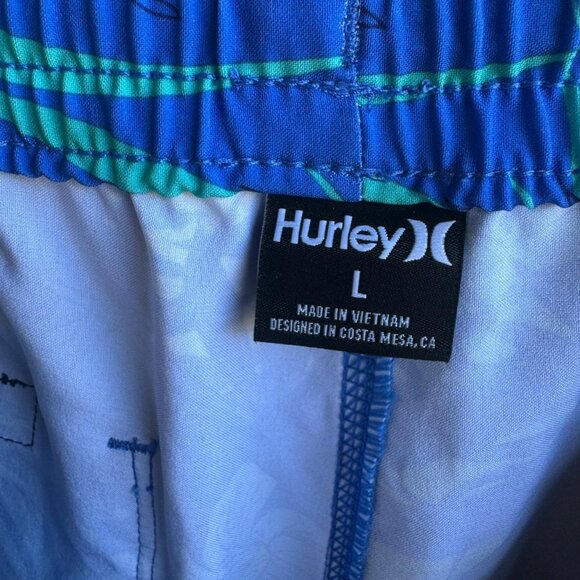 Hurley
L
MADE IN VIETNAM
DESIGNED IN COSTA MESA, CA